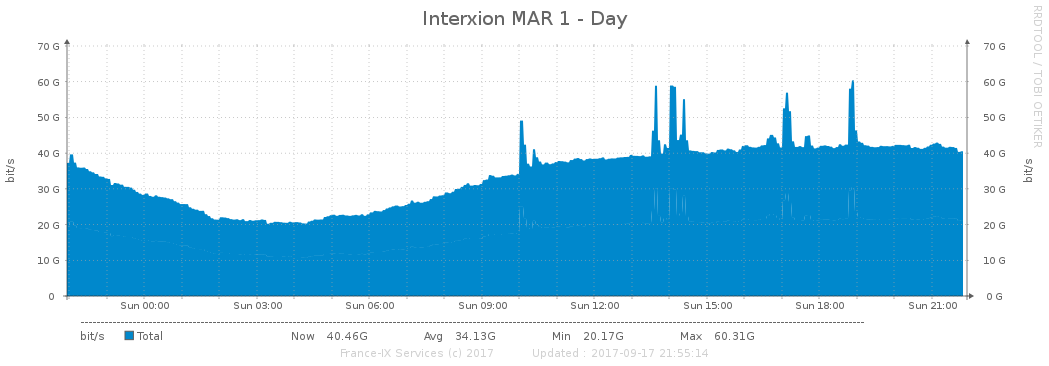 Interxion MAR 1 - Day
RRDTOOL / TOBI OETIKER
bit/s
70 G 70 G
60 G 60 G
50 G 50 G
40 G 40 G
30 G 30 G
20 G 20 G
10 G 10 G
0 0 G
bit/s
Sun 00:00 Sun 03:00 Sun 06:00 Sun 09:00 Sun 12:00 Sun 15:00 Sun 18:00 Sun 21:00
bit/s Total Now 40.46G Avg 34.13G Min 20.17G Max 60.31G
France-IX Services (c) 2017 Updated : 2017-09-17 21:55:14